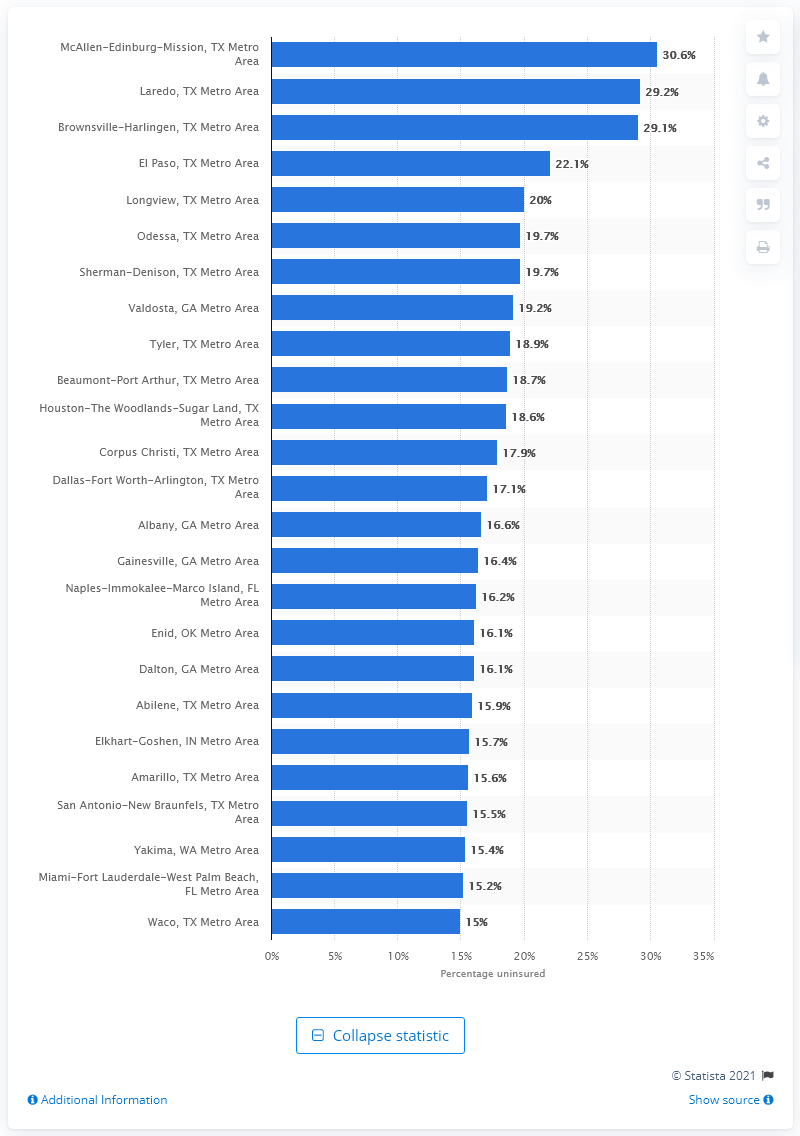 McAllen-Edinburg-Mission, TX Metro
Area
30.6%
Laredo, TX Metro Area
29.2%
Brownsville-Harlingen, TX Metro Area
29.1%
El Paso, TX Metro Area
22.1%
Longview, TX Metro Area
20%
Odessa, TX Metro Area
19.7%
Sherman-Denison, TX Metro Area
19.7%
Valdosta, GA Metro Area
19.2%
Tyler, TX Metro Area
18.9%
Beaumont-Port Arthur, TX Metro Area
18.7%
Houston-The Woodlands-Sugar Land, TX
Metro Area
18.6%
Corpus Christi, TX Metro Area
17.9%
Dallas-Fort Worth-Arlington, TX Metro
Area
17.1%
Albany, GA Metro Area
16.6%
Gainesville, GA Metro Area
16.4%
Naples-Immokalee-Marco Island, FL
Metro Area
16.2%
Enid, OK Metro Area
16.1%
Dalton, GA Metro Area
16.1%
Abilene, TX Metro Area
15.9%
Elkhart-Goshen, IN Metro Area
15.7%
Amarillo, TX Metro Area
15.6%
San Antonio-New Braunfels, TX Metro
Area
15.5%
Yakima, WA Metro Area
15.4%
Miami-Fort Lauderdale-West Palm Beach,
FL Metro Area
15.2%
Waco, TX Metro Area
15%
0% 5% 10% 15% 20% 25% 30% 35%
Percentage uninsured
Collapse statistic
© Statista 2021
Additional Information
Show source